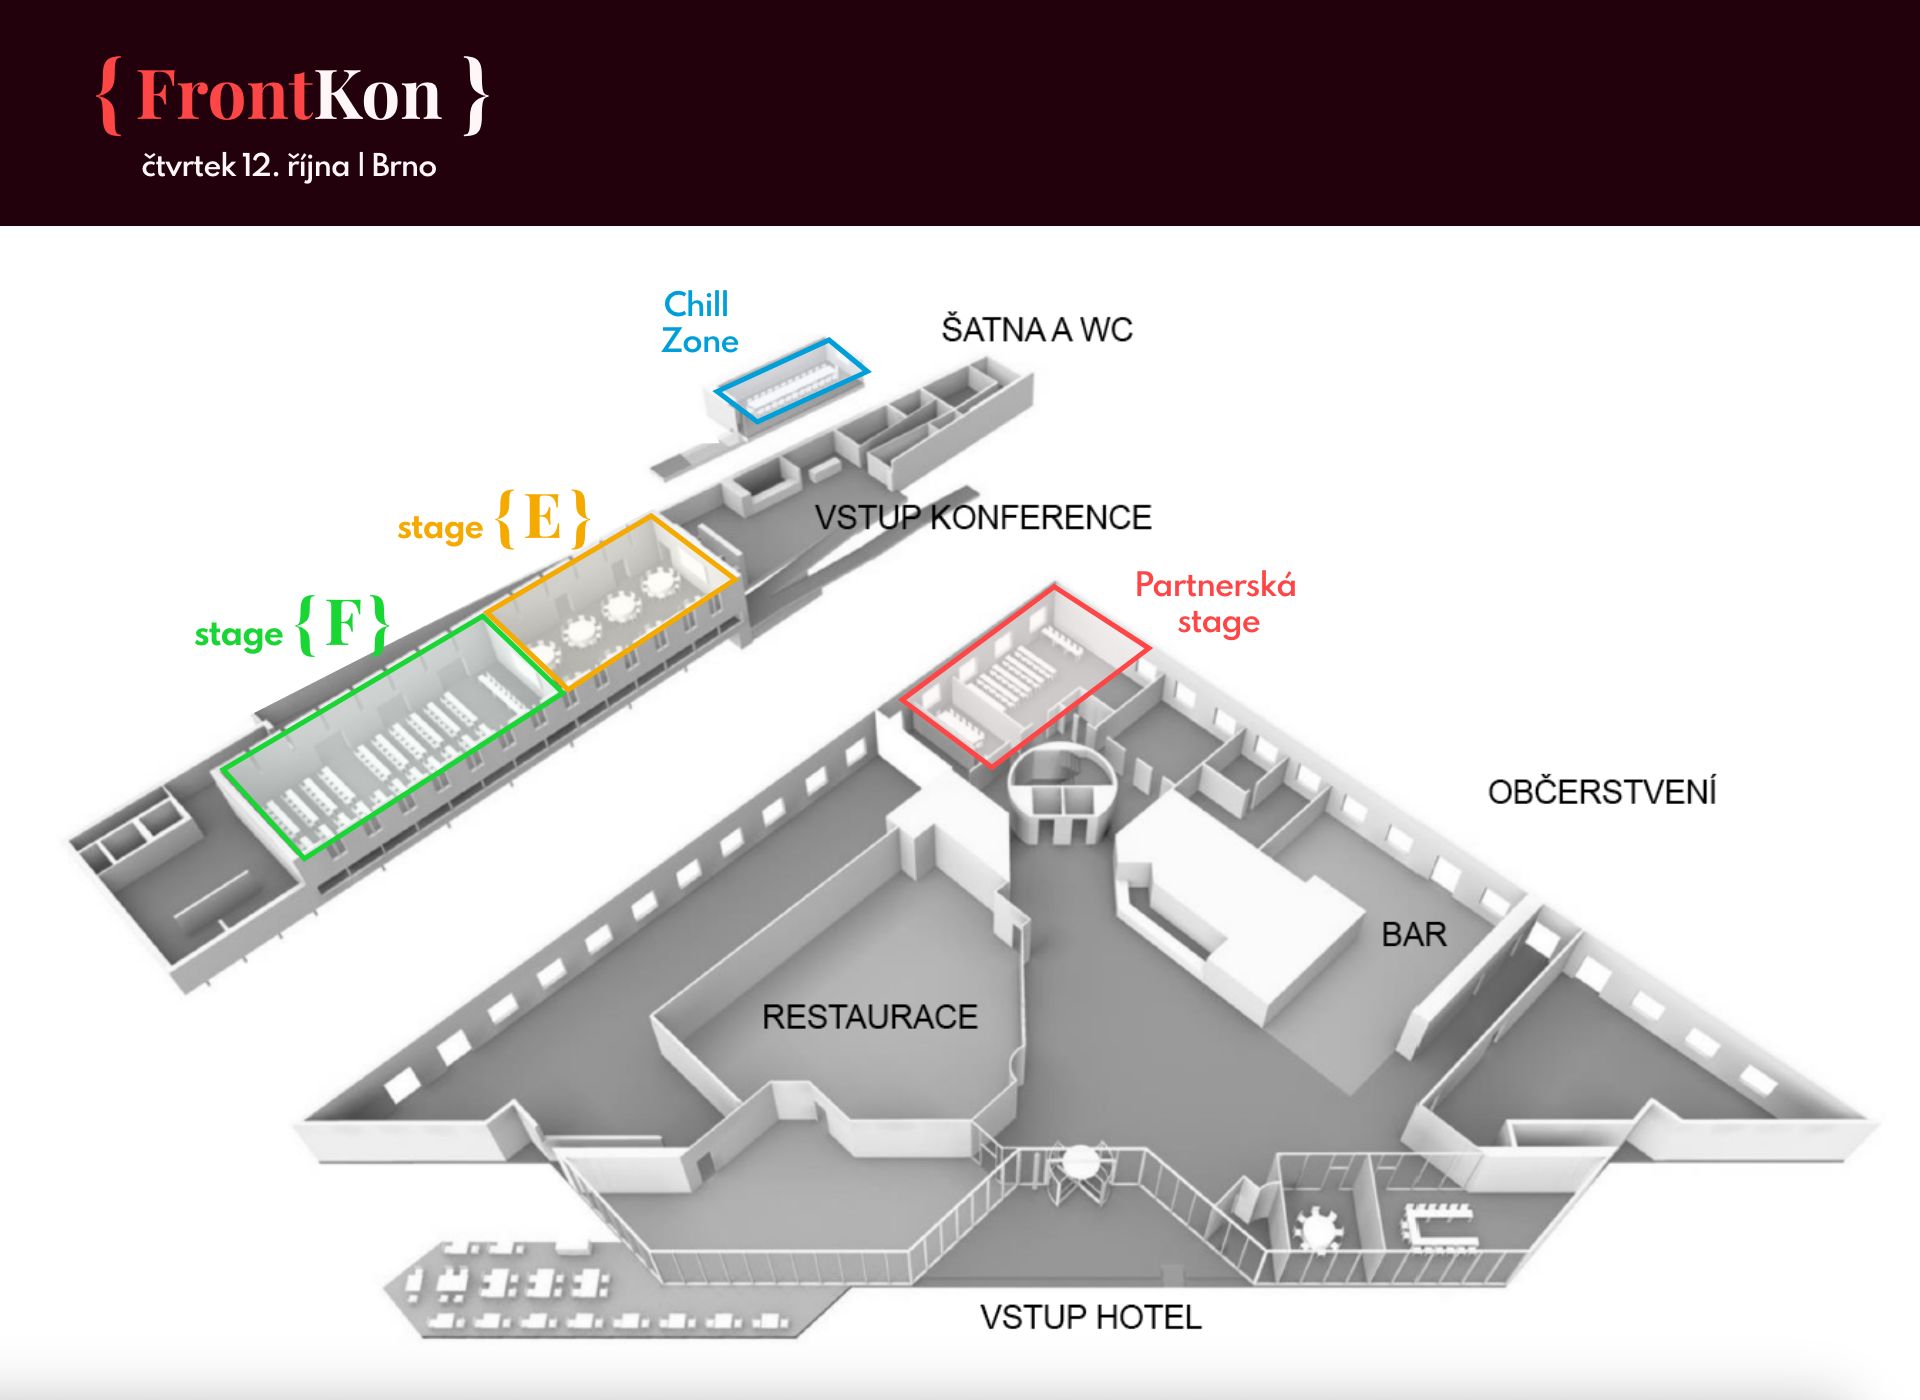 { FrontKon }
čtvrtek 12. října | Brno
Chill
Zone
ŠATNA A WC
stage {E}
VSTUP KONFERENCE
stage {F}
Partnerská
stage
OBČERSTVENÍ
BAR
RESTAURACE
VSTUP HOTEL